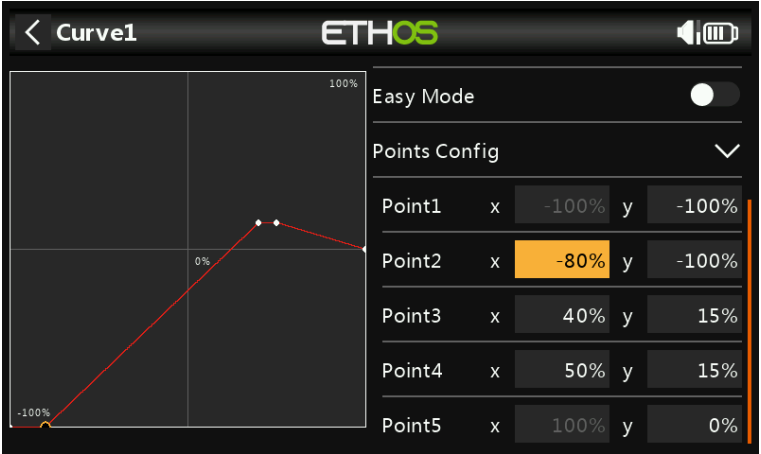 Curve1
ETHOS
100%
0%
-100%
Easy Mode
Points Config
Point1 x -100% y -100%
Point2 x -80% y -100%
Point3 x 40% y 15%
Point4 x 50% y 15%
Point5 x 100% y 0%